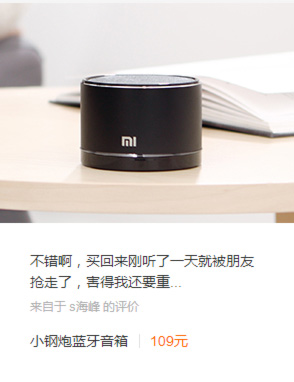 mi
不错啊，买回来刚听了一天就被朋友
抢走了，害得我还要重...
来自于 s海峰 的评价
小钢炮蓝牙音箱 | 109元